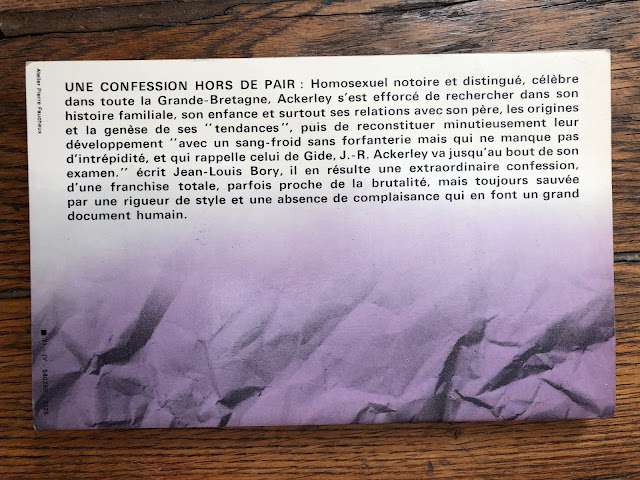 UNE CONFESSION HORS DE PAIR : Homosexuel notoire et distingué, célèbre
dans toute la Grande-Bretagne, Ackerley s'est efforcé de rechercher dans son
histoire familiale, son enfance et surtout ses relations avec son père, les origines
et la genèse de ses "tendances", puis de reconstituer minutieusement leur
développement "avec un sang-froid sans forfanterie mais qui ne manque pas
d'intrépidité, et qui rappelle celui de Gide, J.-R. Ackerley va jusqu'au bout de son
examen." écrit Jean-Louis Bory, il en résulte une extraordinaire confession,
d'une franchise totale, parfois proche de la brutalité, mais toujours sauvée
par une rigueur de style et une absence de complaisance qui en font un grand
document humain.
Atelier Pierre Faucheux